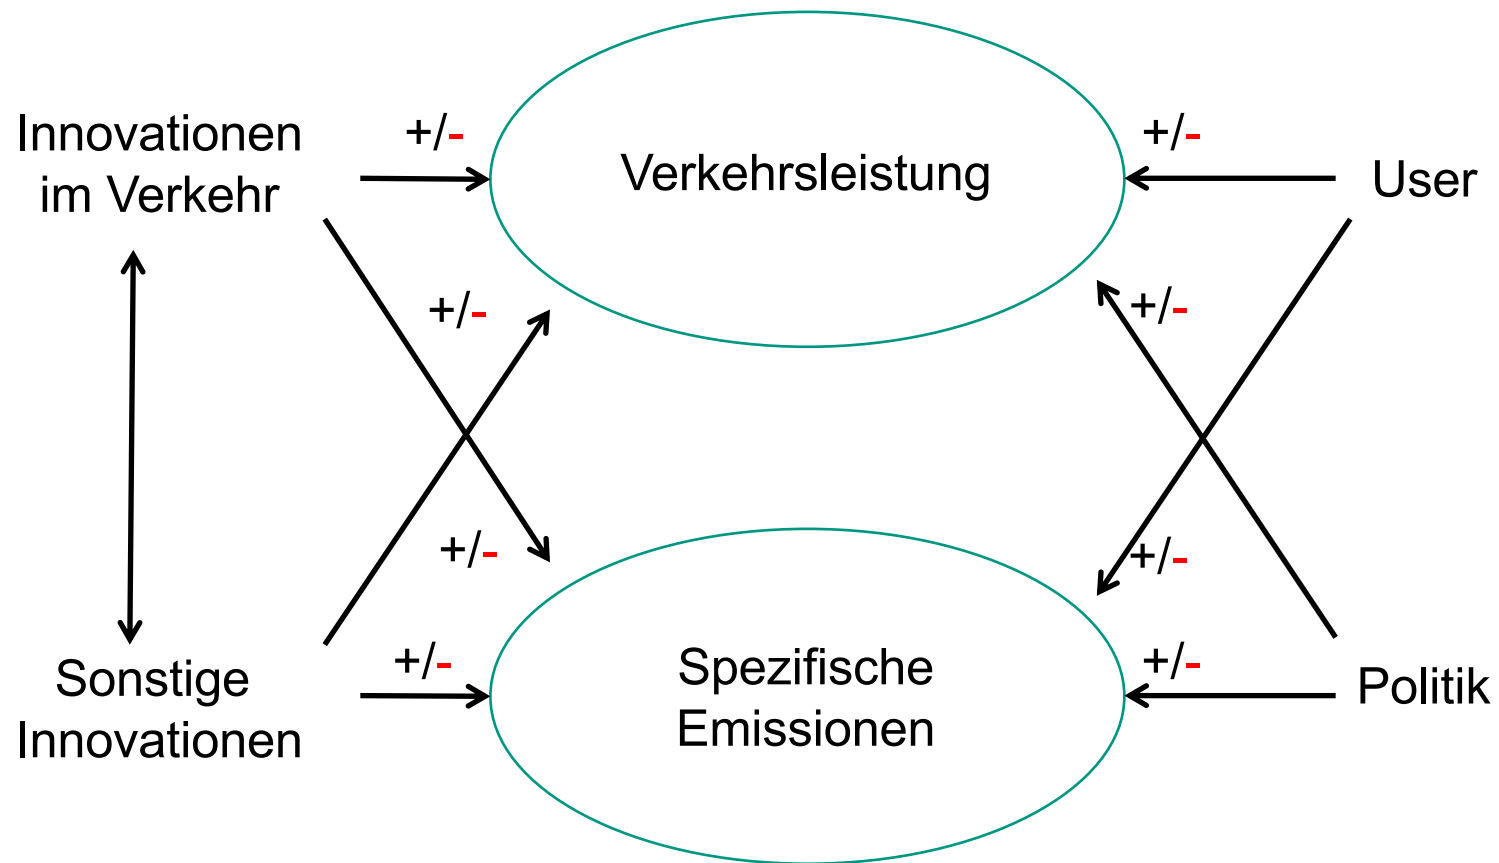 Innovationen
im Verkehr
+/-
Verkehrsleistung
+/-
User
+/-
+/-
+/-
+/-
Sonstige
Innovationen
+/-
Spezifische
Emissionen
+/-
Politik